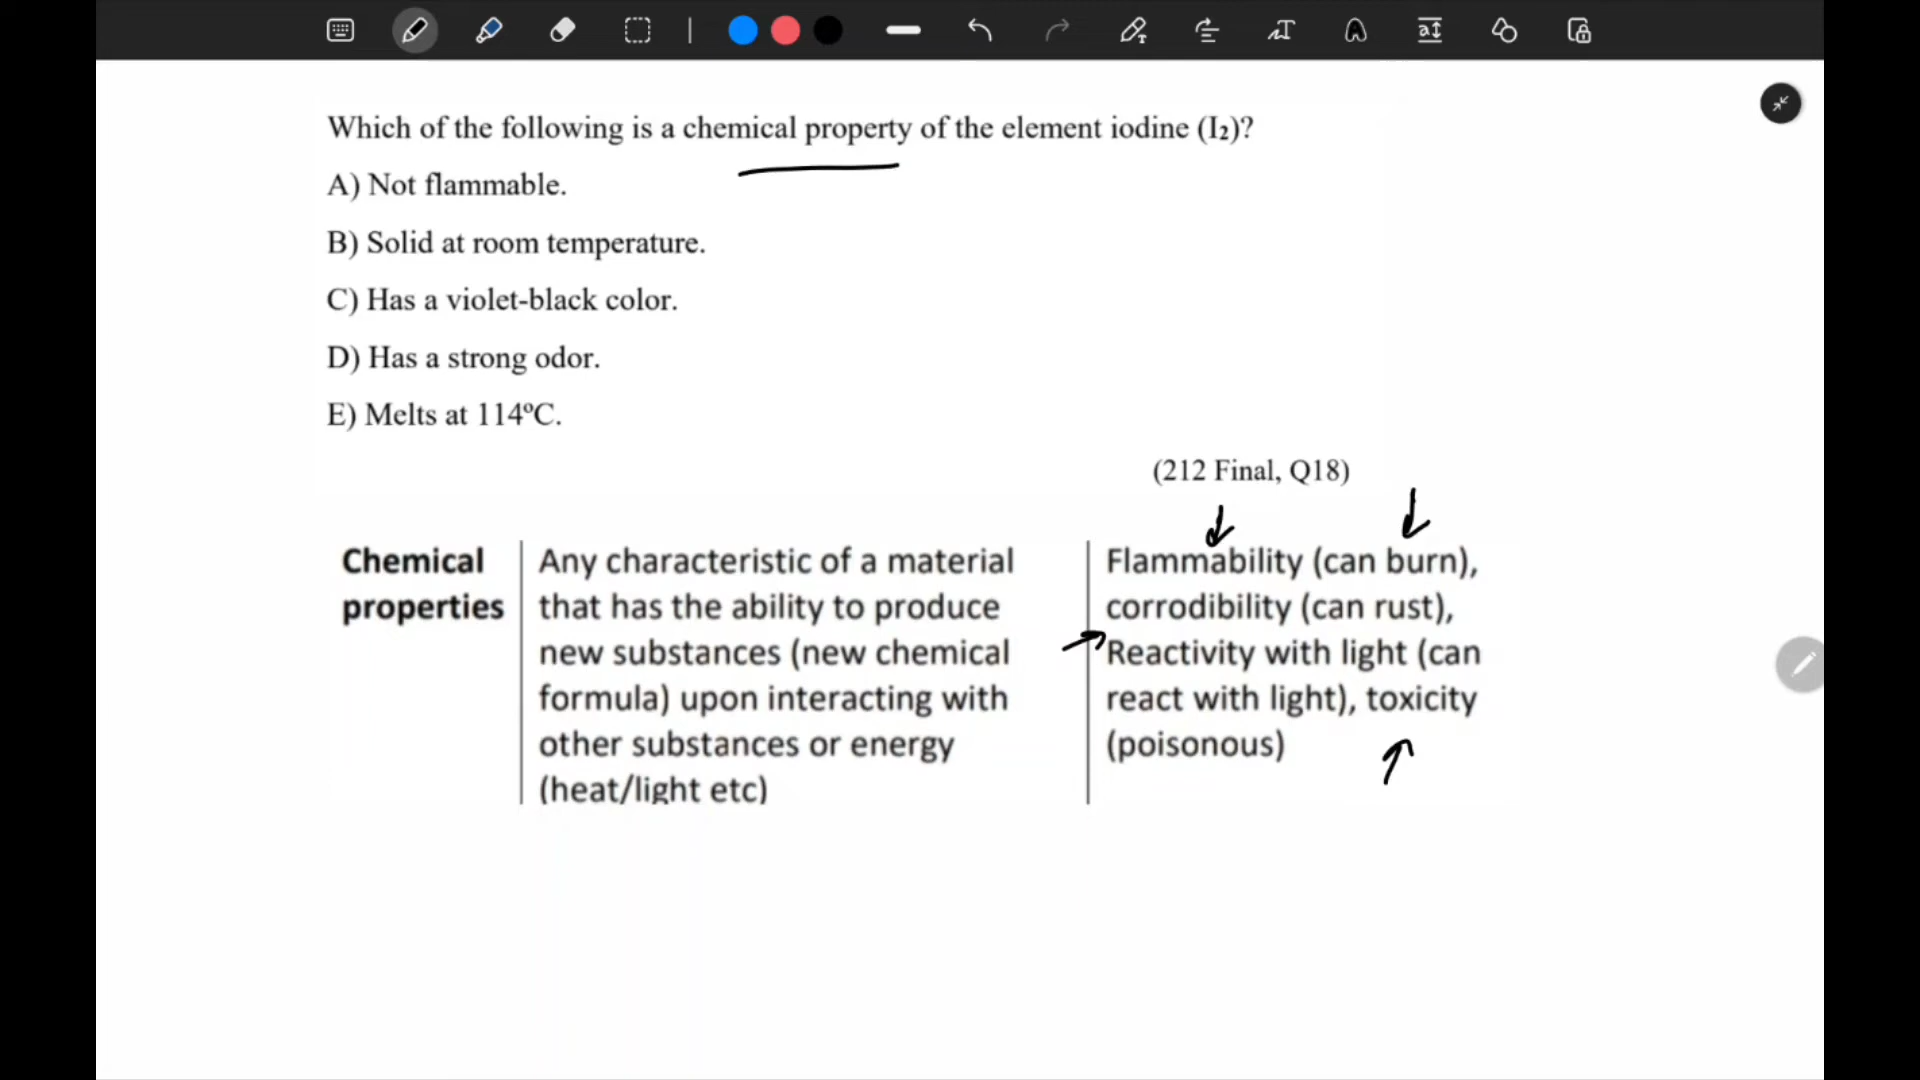 Which of the following is a chemical property of the element iodine (I₂)?
A) Not flammable.
B) Solid at room temperature.
C) Has a violet-black color.
D) Has a strong odor.
E) Melts at 114ºC.
(212 Final, Q18)
Chemical properties
Any characteristic of a material
that has the ability to produce
new substances (new chemical
formula) upon interacting with
other substances or energy
(heat/light etc)
Flammability (can burn),
corrodibility (can rust),
Reactivity with light (can
react with light), toxicity
(poisonous)